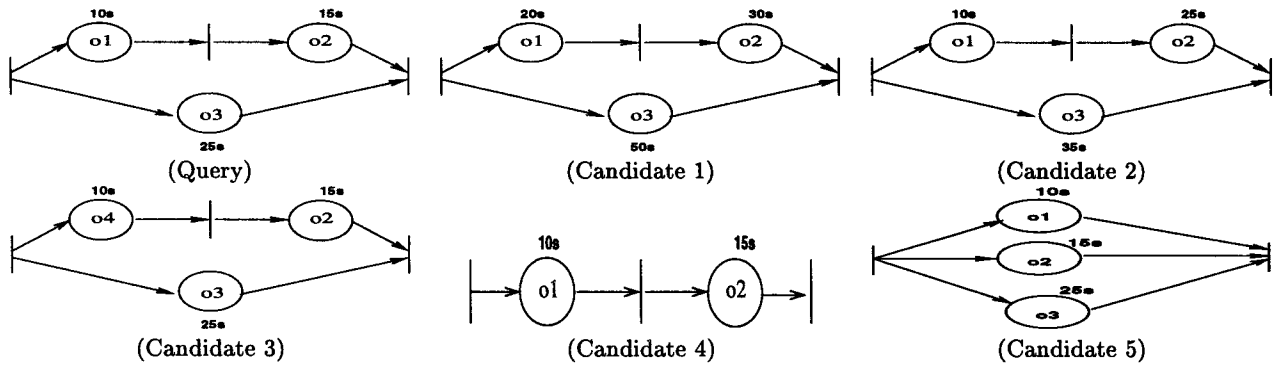 10s 15s
o1 o2
o3
25s
(Query)
20s 30s
o1 o2
o3
50s
(Candidate 1)
10s 25s
o1 o2
o3
35s
(Candidate 2)
10s 15s
o4 o2
o3
25s
(Candidate 3)
10s 15s
o1 o2
(Candidate 4)
10s
o1
15s
o2
25s
o3
(Candidate 5)